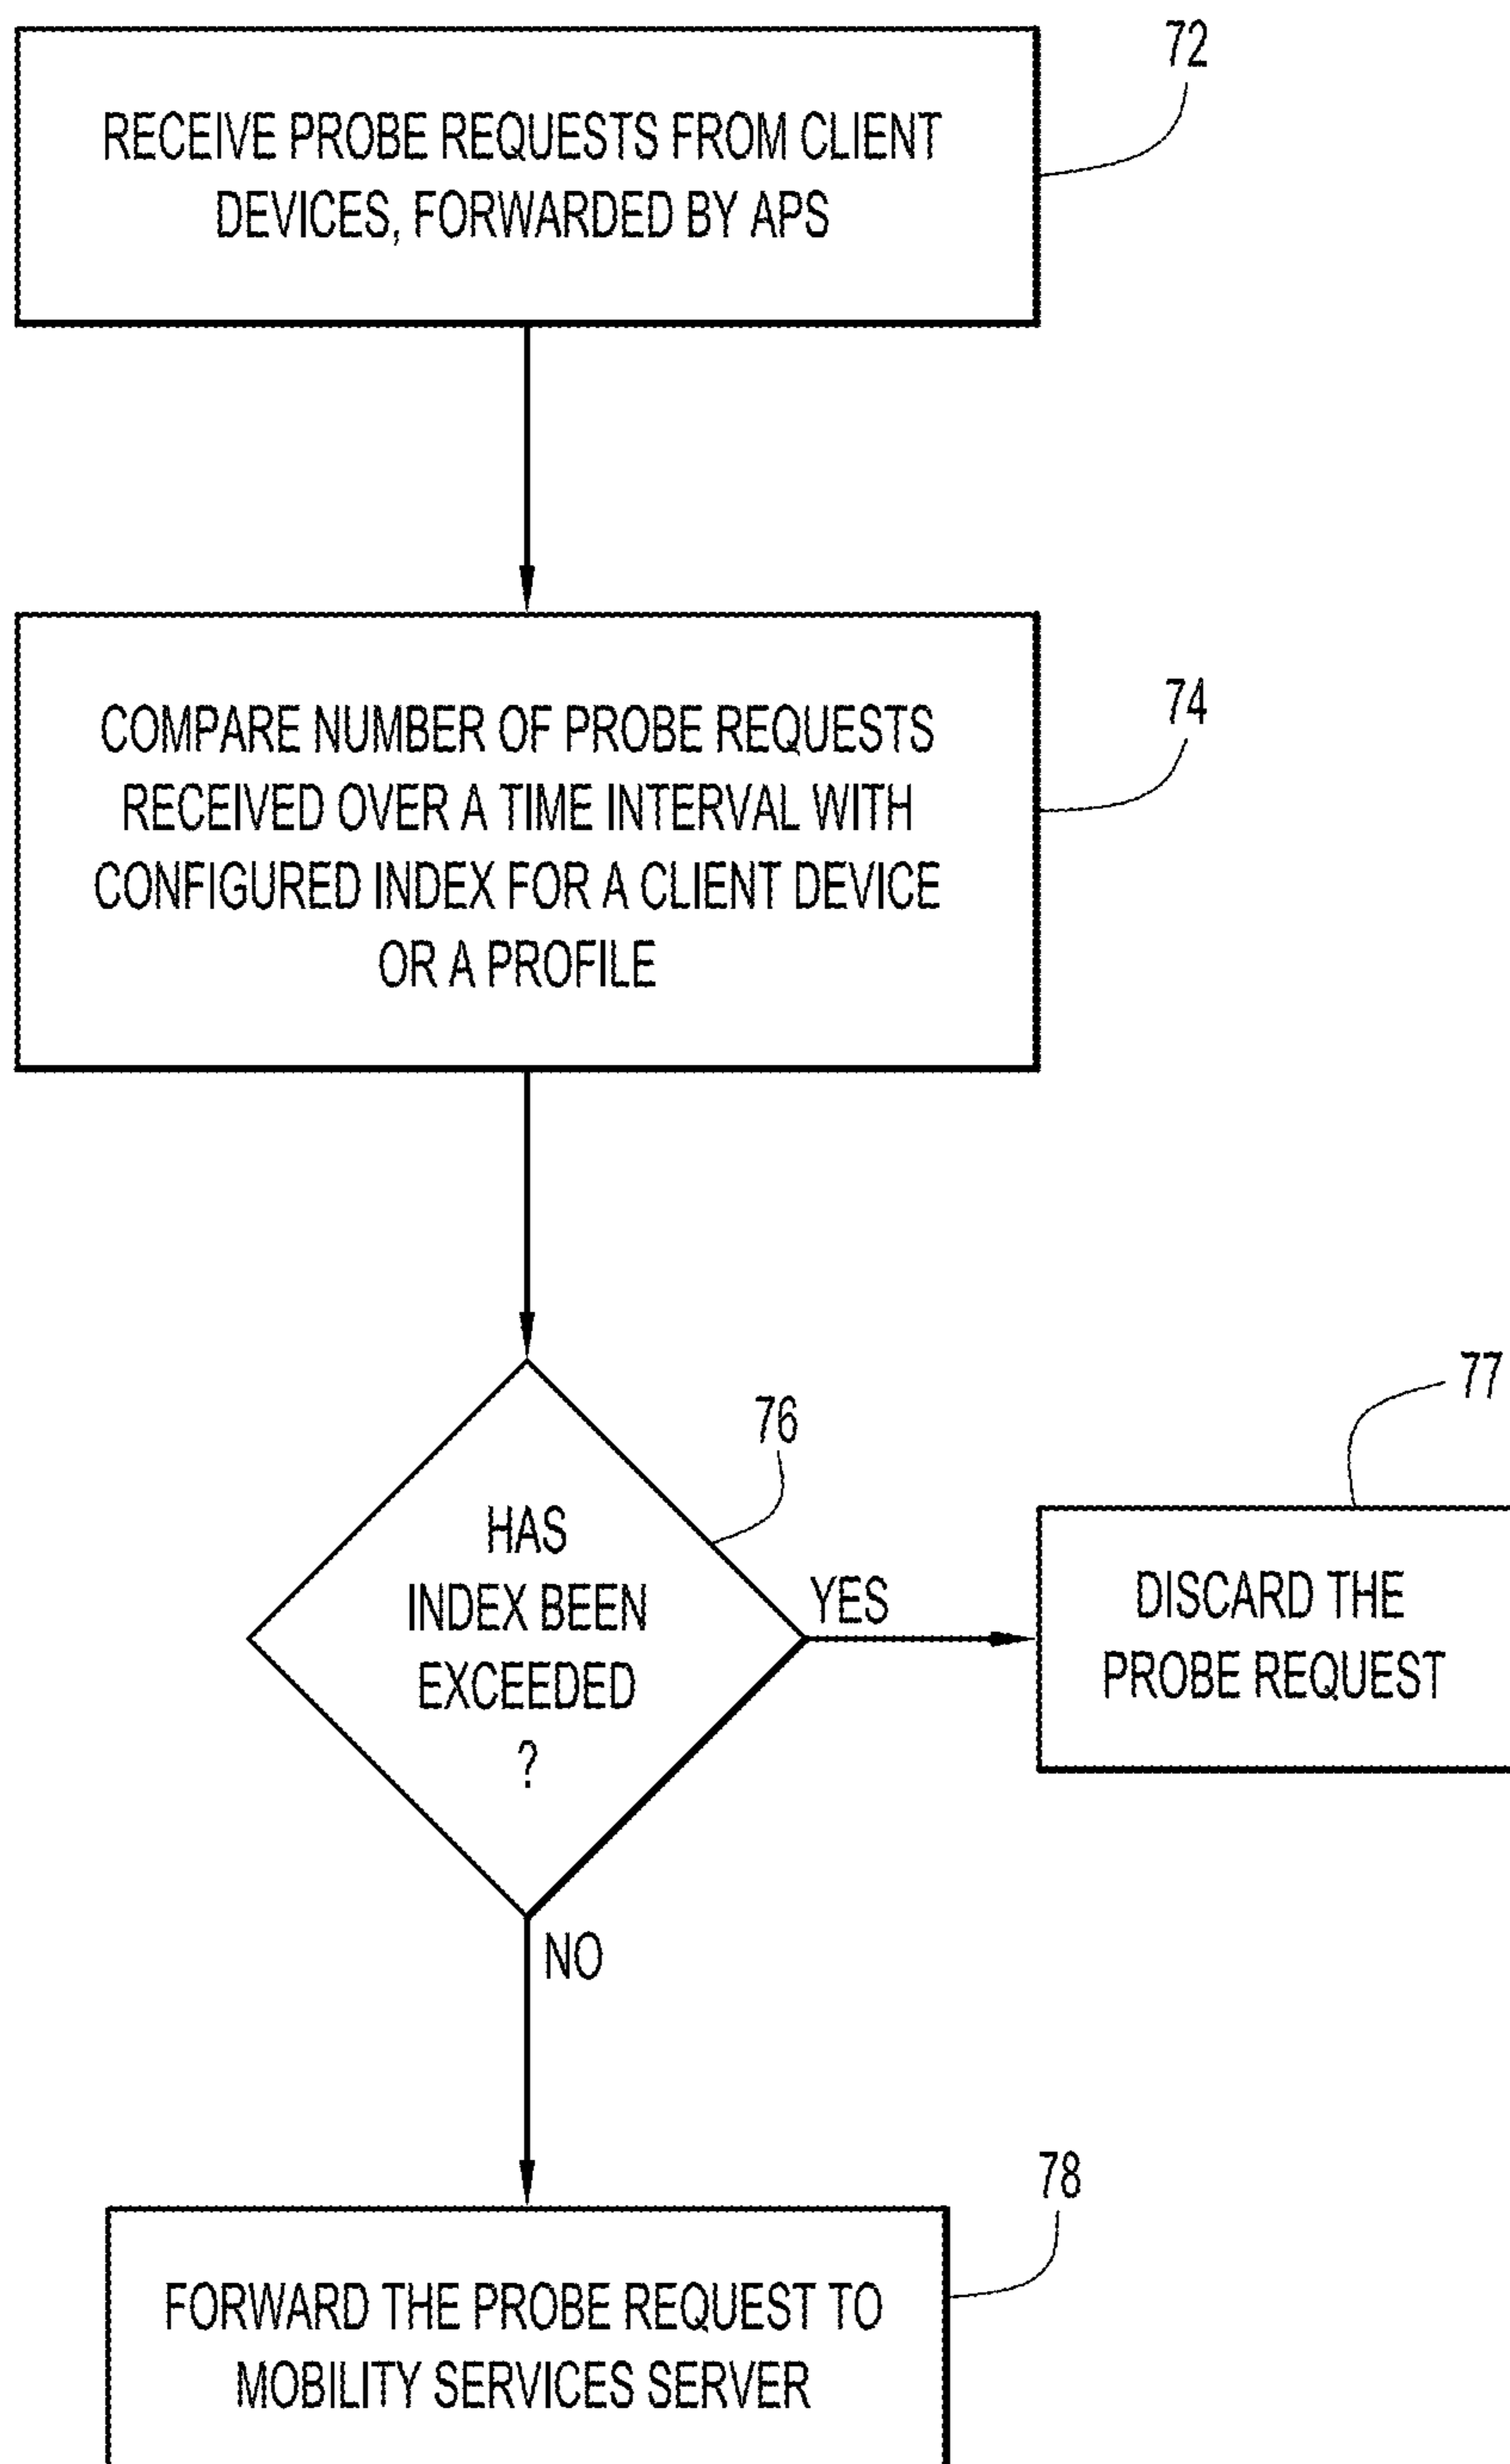 72
RECEIVE PROBE REQUESTS FROM CLIENT
DEVICES, FORWARDED BY APS
74
COMPARE NUMBER OF PROBE REQUESTS
RECEIVED OVER A TIME INTERVAL WITH
CONFIGURED INDEX FOR A CLIENT DEVICE
OR A PROFILE
76
HAS
INDEX BEEN
EXCEEDED
?
YES
77
DISCARD THE
PROBE REQUEST
NO
78
FORWARD THE PROBE REQUEST TO
MOBILITY SERVICES SERVER